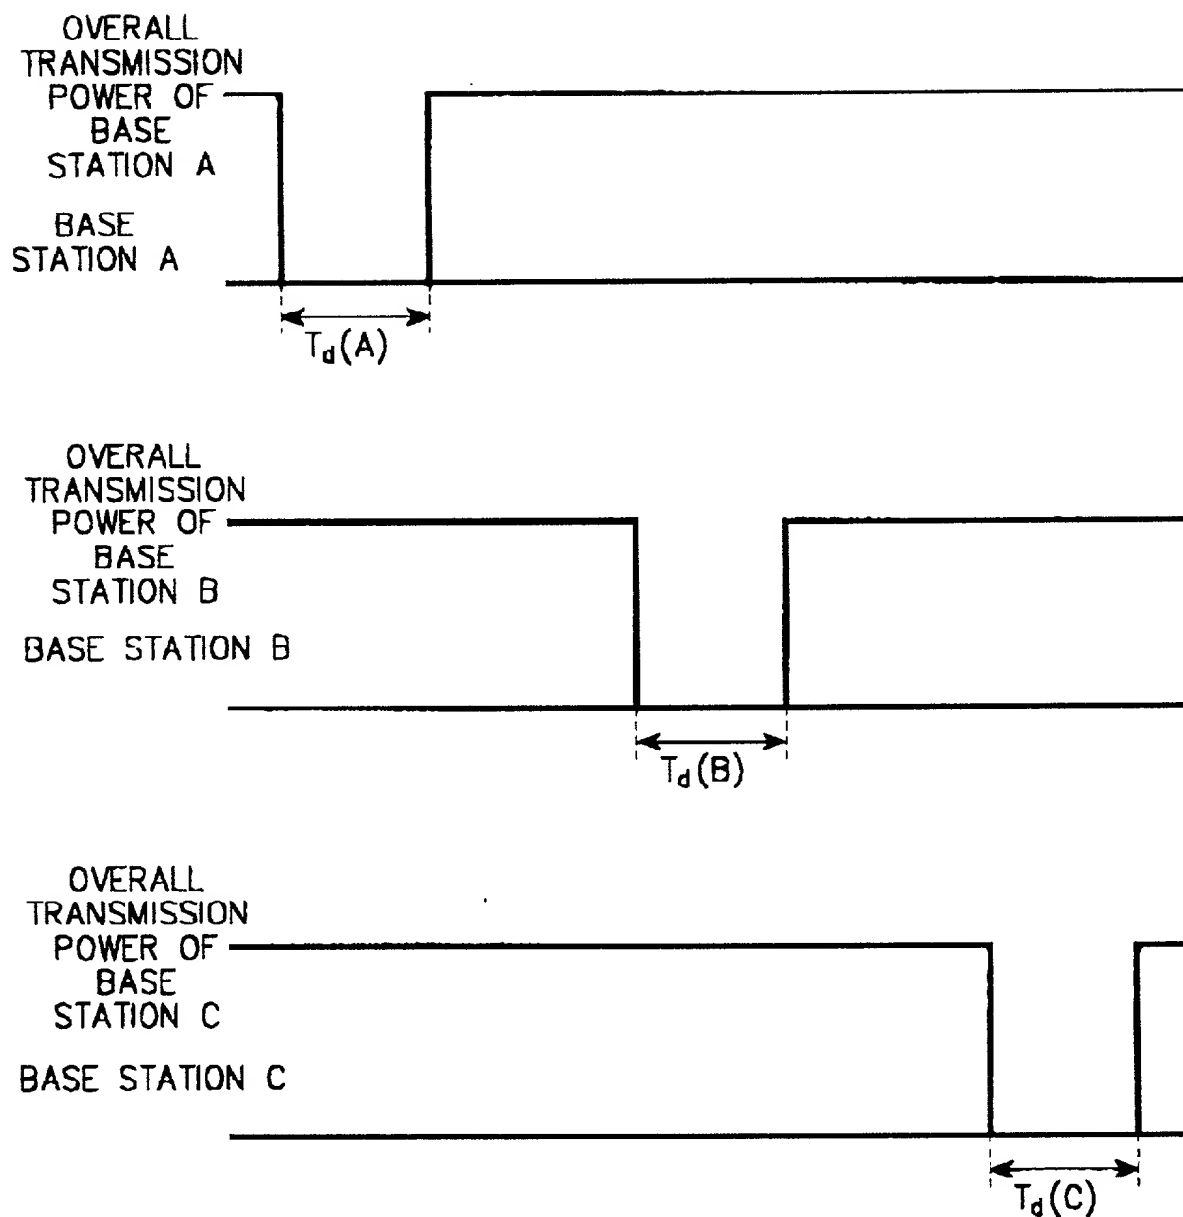 OVERALL
TRANSMISSION
POWER OF
BASE
STATION A
BASE
STATION A
Td(A)
OVERALL
TRANSMISSION
POWER OF
BASE
STATION B
BASE STATION B
Td(B)
OVERALL
TRANSMISSION
POWER OF
BASE
STATION C
BASE STATION C
Td(C)